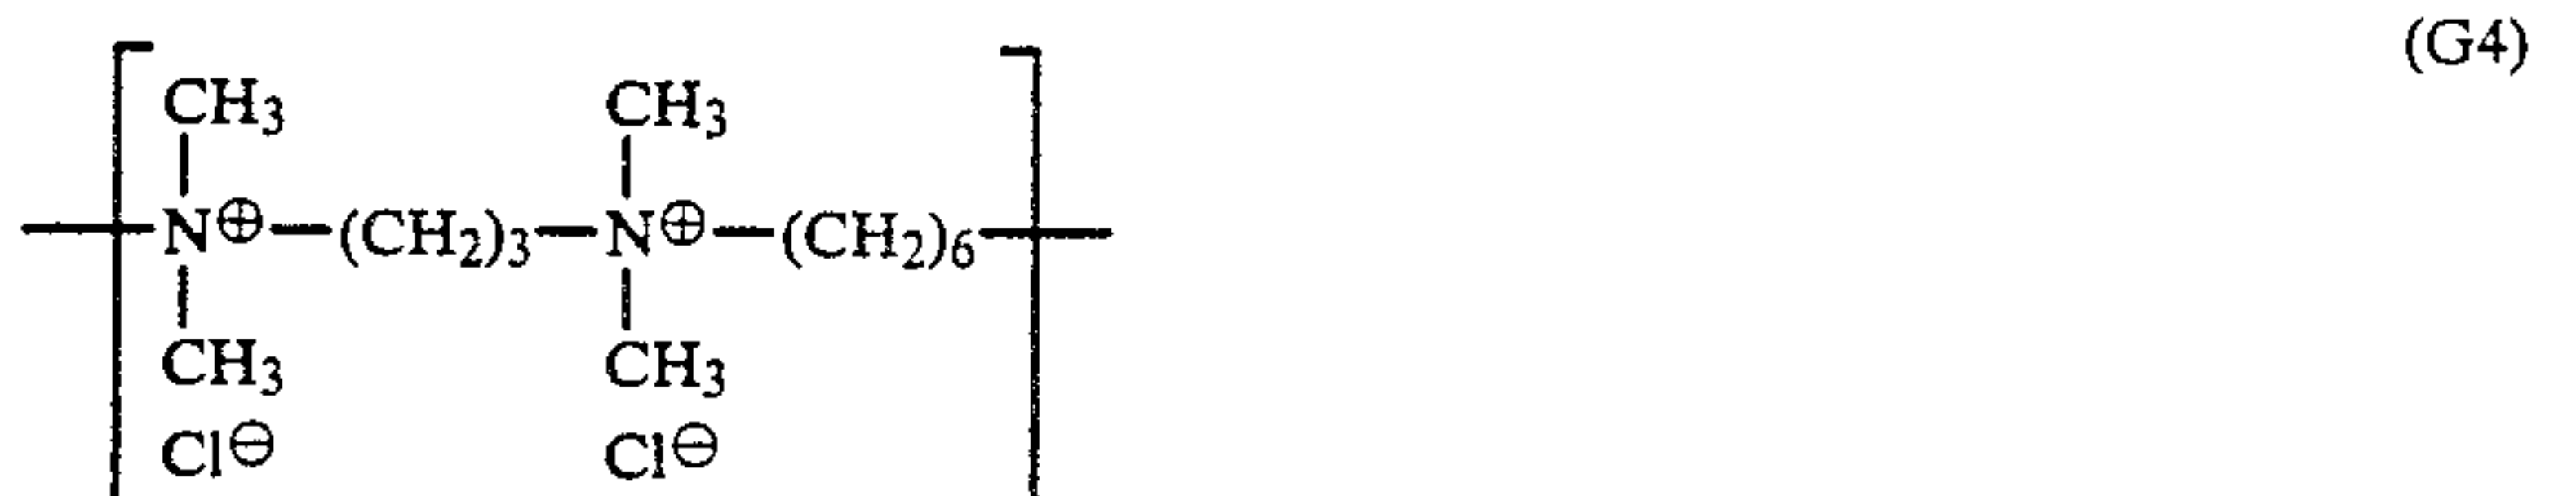 (G4)
CH₃ CH₃
—N⊕—(CH₂)₃—N⊕—(CH₂)₆—
CH₃ CH₃
Cl⊖ Cl⊖